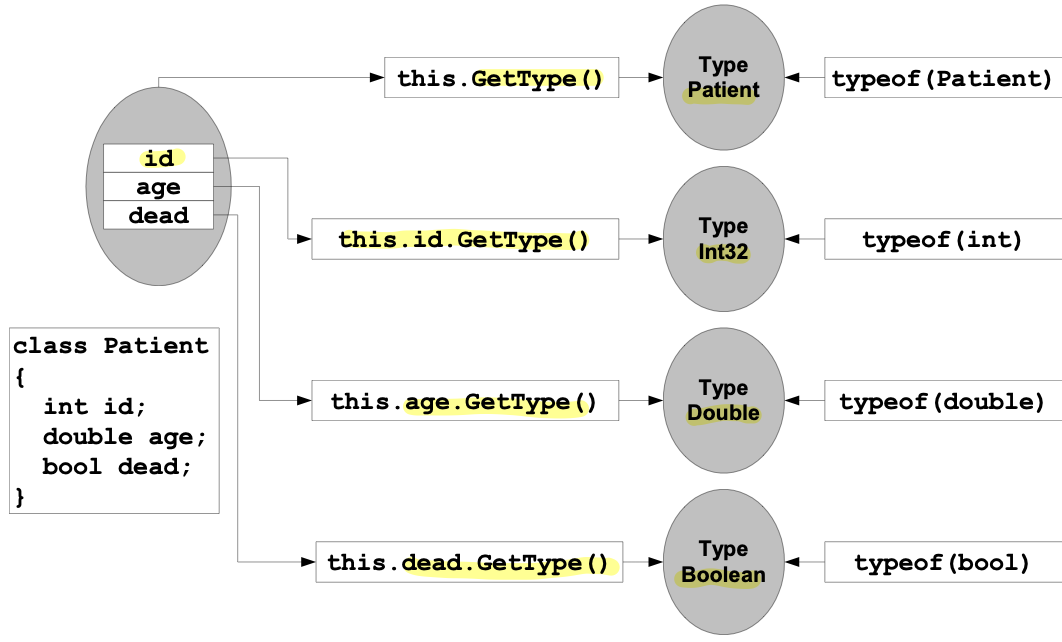 this.GetType()
Type
Patient
typeof(Patient)
id
age
dead
this.id.GetType()
Type
Int32
typeof(int)
class Patient
{
int id;
double age;
bool dead;
}
this.age.GetType()
Type
Double
typeof(double)
this.dead.GetType()
Type
Boolean
typeof(bool)